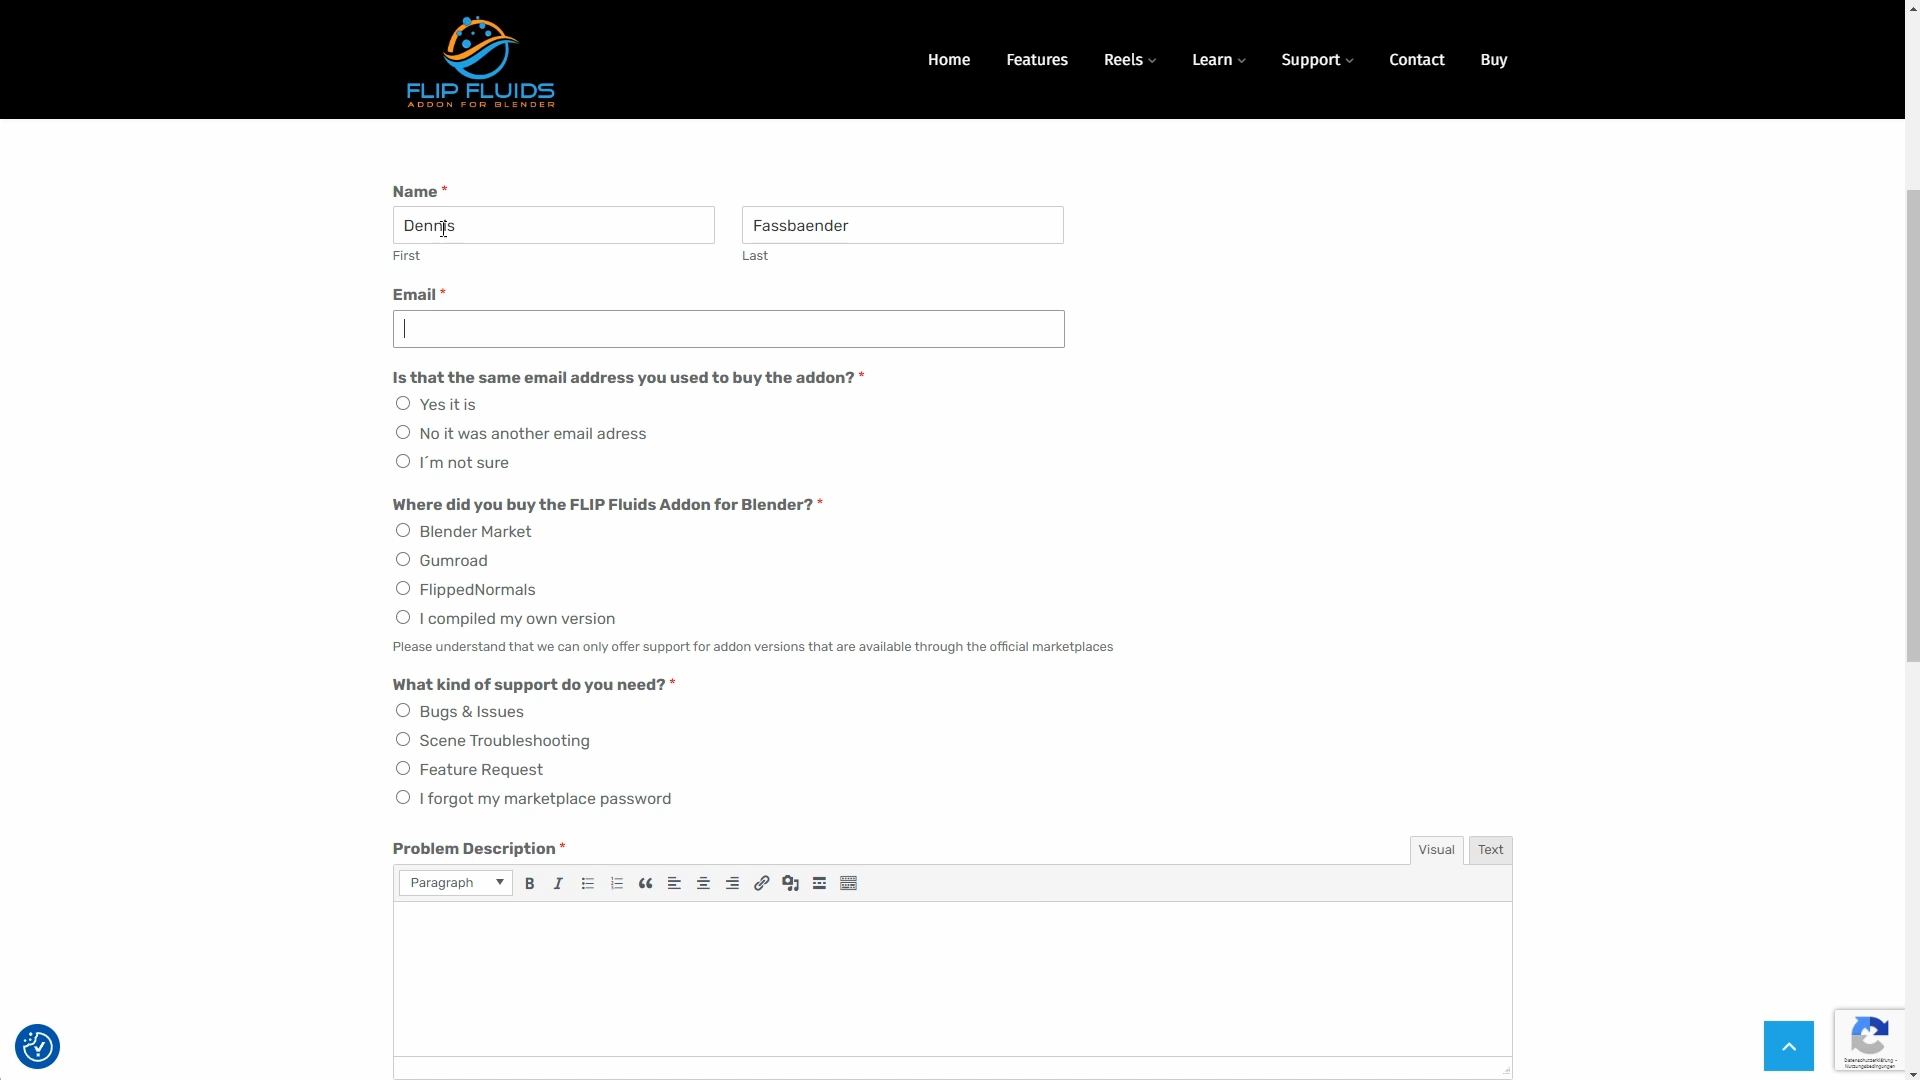 FLIP FLUIDS
ADDON FOR BLENDER
Home Features Reels Learn Support Contact Buy
Name *
Dennis Fassbaender
First Last
Email *
Is that the same email address you used to buy the addon? *
Yes it is
No it was another email adress
I´m not sure
Where did you buy the FLIP Fluids Addon for Blender? *
Blender Market
Gumroad
FlippedNormals
I compiled my own version
Please understand that we can only offer support for addon versions that are available through the official marketplaces
What kind of support do you need? *
Bugs & Issues
Scene Troubleshooting
Feature Request
I forgot my marketplace password
Problem Description *
Visual Text
Paragraph B I
Datenschutzerklärung -
Nutzungsbedingungen